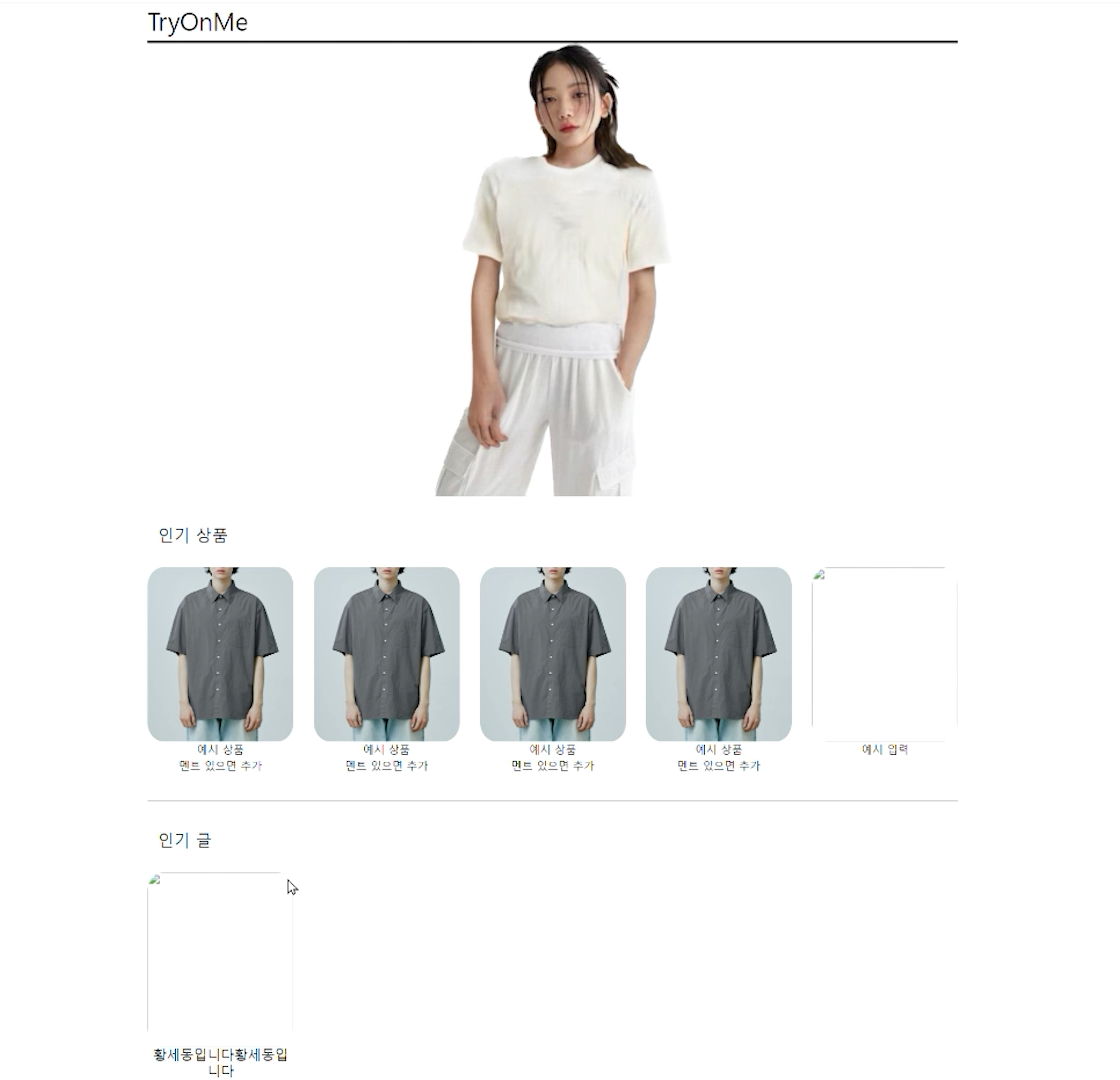 TryOnMe
인기 상품
예시 상품
멘트 있으면 추가
예시 상품
멘트 있으면 추가
예시 상품
멘트 있으면 추가
예시 상품
멘트 있으면 추가
예시 입력
인기 글
황세동입니다황세동입
니다